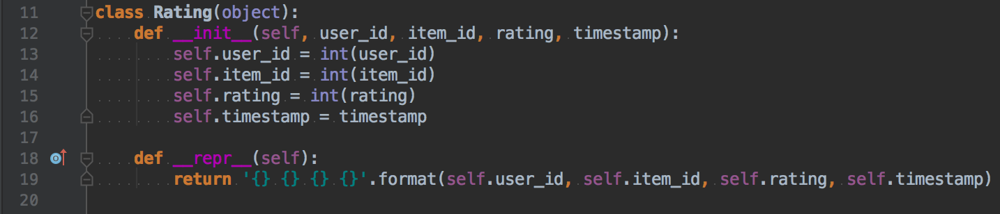 11 class Rating(object):
12     def __init__(self, user_id, item_id, rating, timestamp):
13         self.user_id = int(user_id)
14         self.item_id = int(item_id)
15         self.rating = int(rating)
16         self.timestamp = timestamp
17
18     def __repr__(self):
19         return '{} {} {} {}'.format(self.user_id, self.item_id, self.rating, self.timestamp)
20